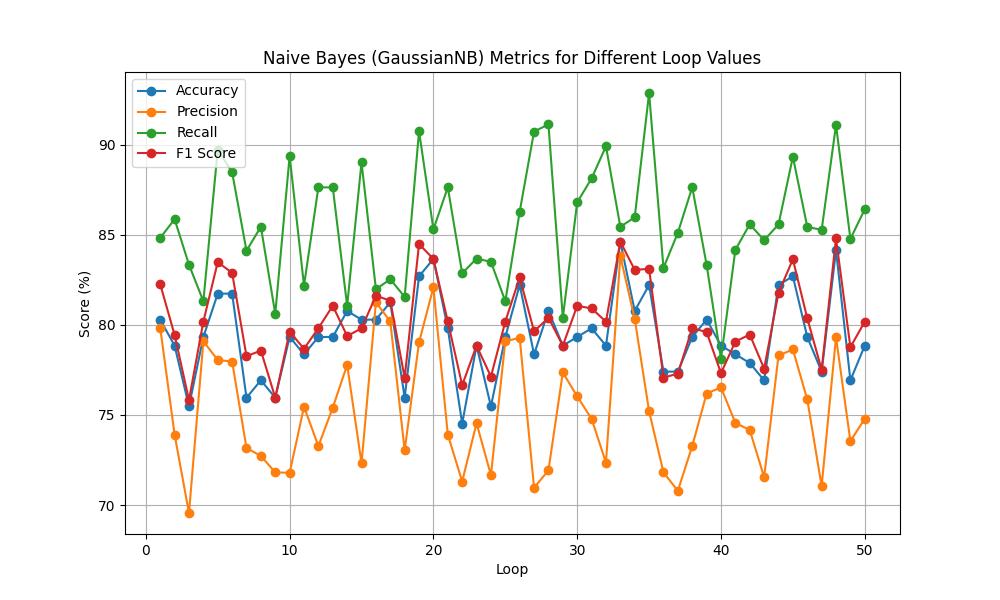 Naive Bayes (GaussianNB) Metrics for Different Loop Values
Accuracy
Precision
Recall
F1 Score
90
85
80
75
70
Score (%)
0 10 20 30 40 50
Loop